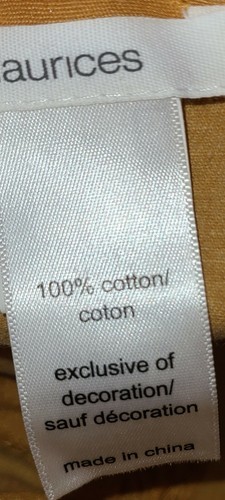 aurices
100% cotton/
coton
exclusive of
decoration/
sauf décoration
made in china